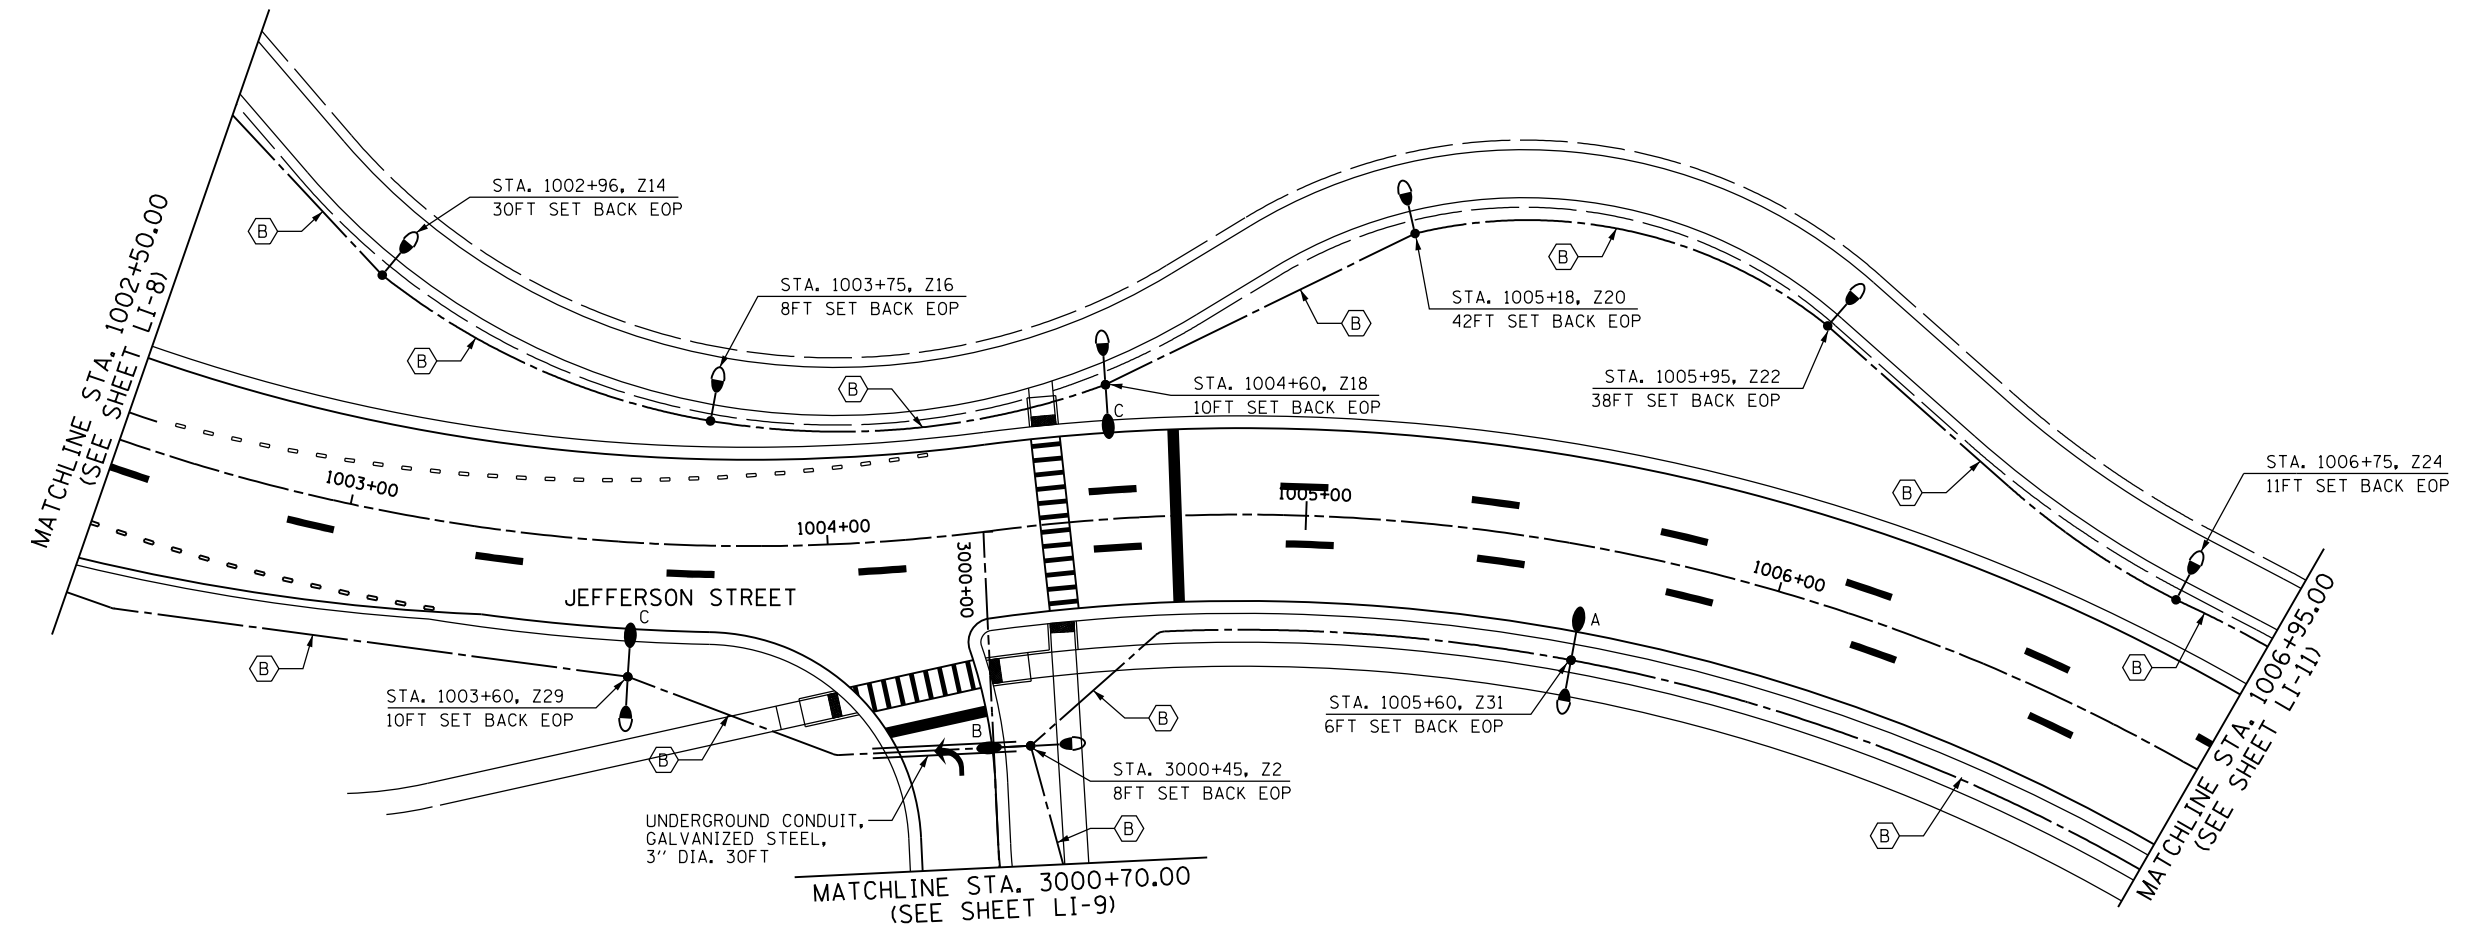 MATCHLINE STA. 1002+50.00
(SEE SHEET LI-8)
B
STA. 1002+96, Z14
30FT SET BACK EOP
B
STA. 1003+75, Z16
8FT SET BACK EOP
B
STA. 1004+60, Z18
10FT SET BACK EOP
C
B
STA. 1005+18, Z20
42FT SET BACK EOP
B
STA. 1005+95, Z22
38FT SET BACK EOP
B
STA. 1006+75, Z24
11FT SET BACK EOP
B
1003+00
1004+00
1005+00
1006+00
3000+00
JEFFERSON STREET
C
B
STA. 1003+60, Z29
10FT SET BACK EOP
B
B
UNDERGROUND CONDUIT,
GALVANIZED STEEL,
3'' DIA. 30FT
STA. 3000+45, Z2
8FT SET BACK EOP
B
B
A
STA. 1005+60, Z31
6FT SET BACK EOP
B
MATCHLINE STA. 3000+70.00
(SEE SHEET LI-9)
MATCHLINE STA. 1006+95.00
(SEE SHEET LI-11)